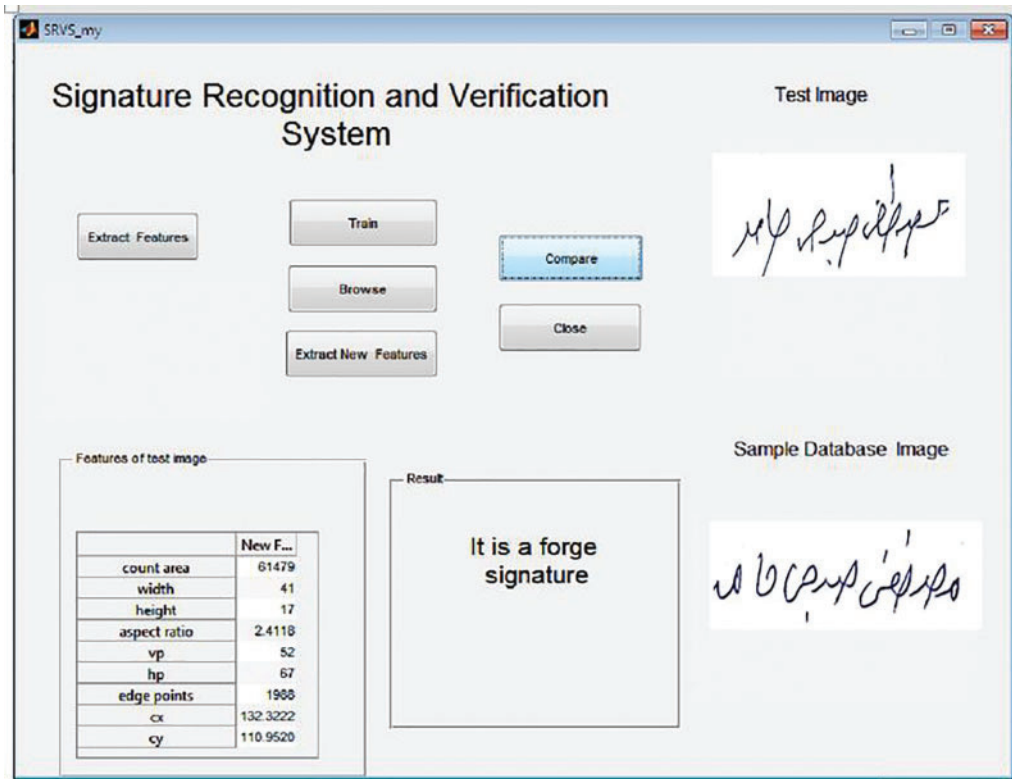 SRVS_my
Signature Recognition and Verification
System
Test Image
Extract Features
Train
Compare
Browse
Close
Extract New Features
Sample Database Image
Features of test image
New F...
count area 61479
width 41
height 17
aspect ratio 2.4118
vp 52
hp 67
edge points 1988
cx 132.3222
cy 110.9520
Result
It is a forge
signature